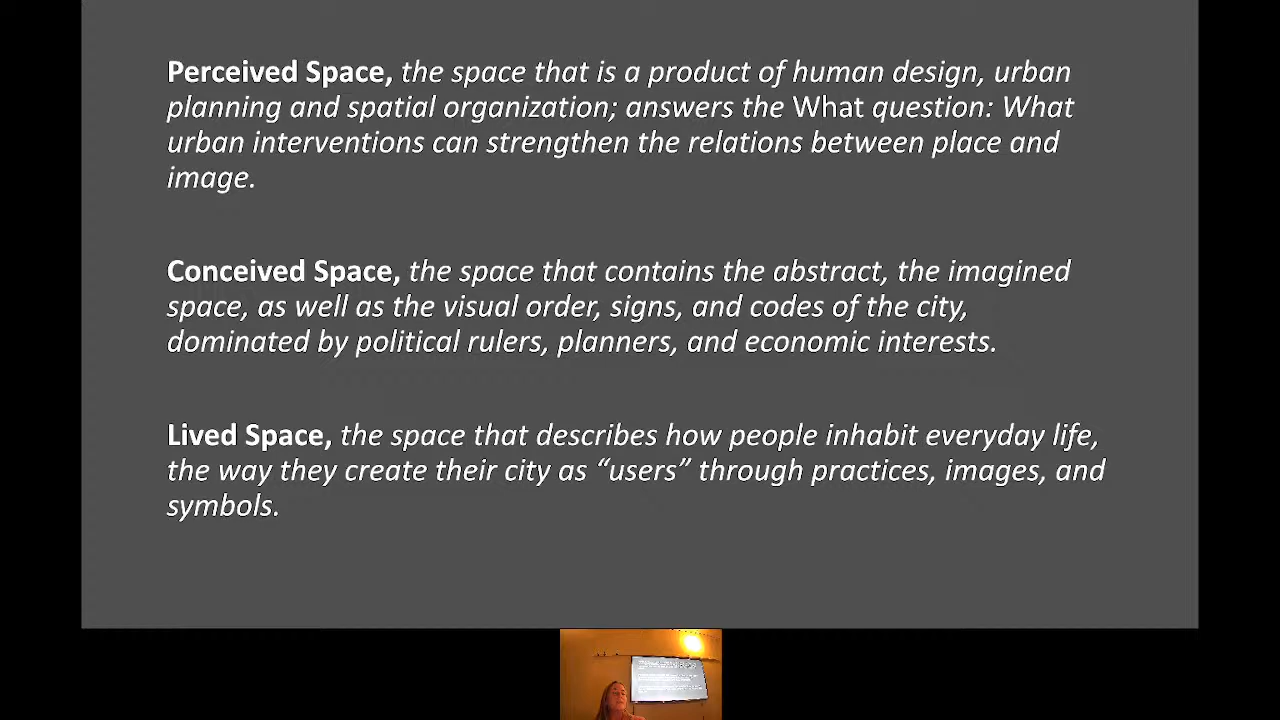 Perceived Space, the space that is a product of human design, urban
planning and spatial organization; answers the What question: What
urban interventions can strengthen the relations between place and
image.
Conceived Space, the space that contains the abstract, the imagined
space, as well as the visual order, signs, and codes of the city,
dominated by political rulers, planners, and economic interests.
Lived Space, the space that describes how people inhabit everyday life,
the way they create their city as “users” through practices, images, and
symbols.